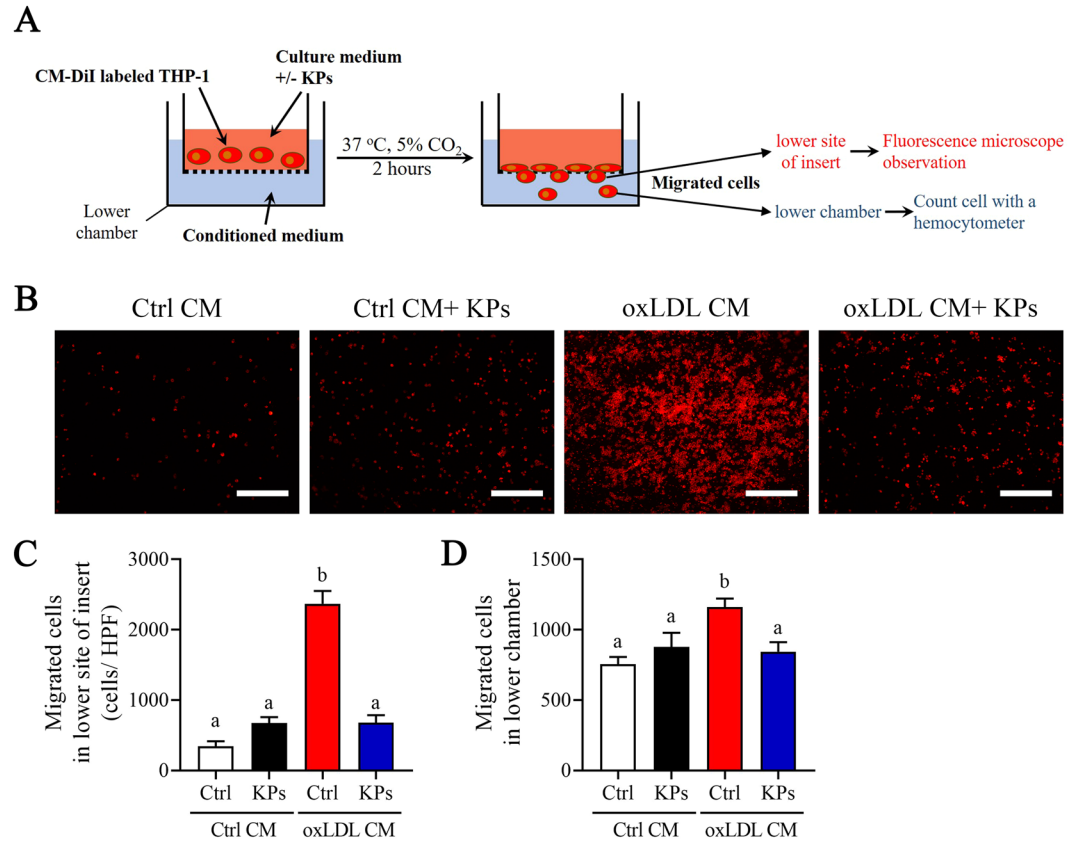 A
CM-DiI labeled THP-1
Culture medium
+/- KPs
37 °C, 5% CO2
2 hours
Lower
chamber
Conditioned medium
Migrated cells
lower site
of insert
Fluorescence microscope
observation
lower chamber
Count cell with a
hemocytometer
B
Ctrl CM
Ctrl CM+ KPs
oxLDL CM
oxLDL CM+ KPs
C
Migrated cells
in lower site of insert
(cells/ HPF)
3000
2000
1000
0
a
a
b
a
Ctrl
KPs
Ctrl
KPs
Ctrl CM
oxLDL CM
D
Migrated cells
in lower chamber
1500
1000
500
0
a
a
b
a
Ctrl
KPs
Ctrl
KPs
Ctrl CM
oxLDL CM